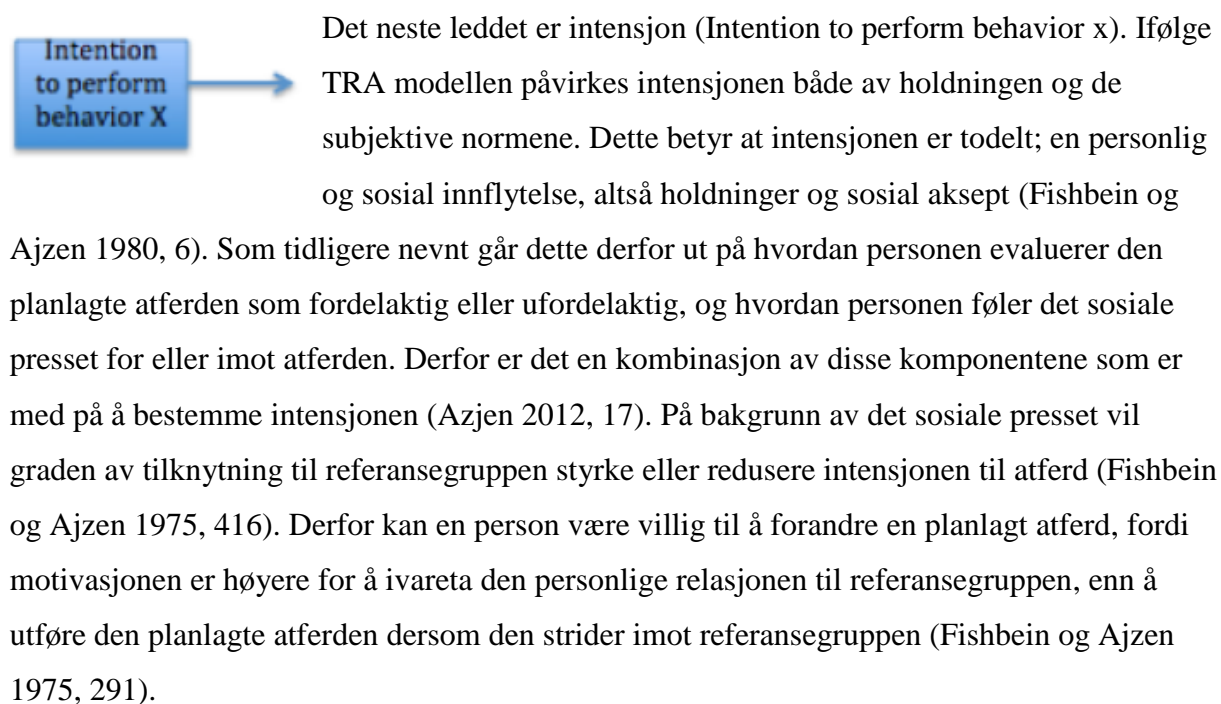 Intention
to perform
behavior X
Det neste leddet er intensjon (Intention to perform behavior x). Ifølge
TRA modellen påvirkes intensjonen både av holdningen og de
subjektive normene. Dette betyr at intensjonen er todelt; en personlig
og sosial innflytelse, altså holdninger og sosial aksept (Fishbein og
Ajzen 1980, 6). Som tidligere nevnt går dette derfor ut på hvordan personen evaluerer den
planlagte atferden som fordelaktig eller ufordelaktig, og hvordan personen føler det sosiale
presset for eller imot atferden. Derfor er det en kombinasjon av disse komponentene som er
med på å bestemme intensjonen (Azjen 2012, 17). På bakgrunn av det sosiale presset vil
graden av tilknytning til referansegruppen styrke eller redusere intensjonen til atferd (Fishbein
og Ajzen 1975, 416). Derfor kan en person være villig til å forandre en planlagt atferd, fordi
motivasjonen er høyere for å ivareta den personlige relasjonen til referansegruppen, enn å
utføre den planlagte atferden dersom den strider imot referansegruppen (Fishbein og Ajzen
1975, 291).